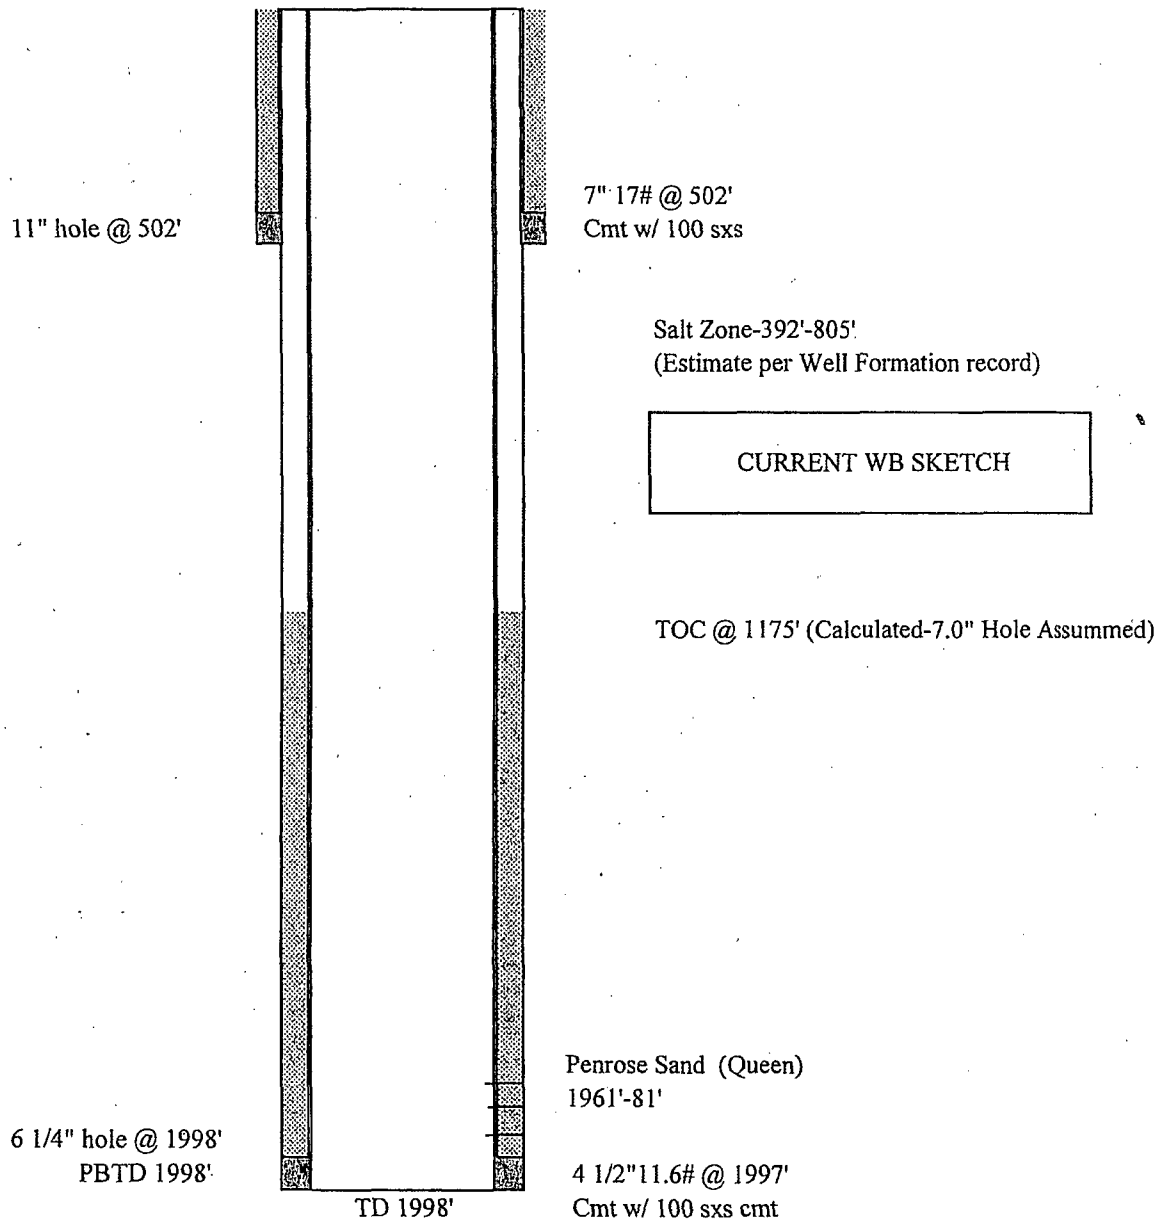 7" 17# @ 502'
11" hole @ 502'
Cmt w/ 100 sxs
Salt Zone-392'-805'
(Estimate per Well Formation record)
CURRENT WB SKETCH
TOC @ 1175' (Calculated-7.0" Hole Assummed)
Penrose Sand (Queen)
1961'-81'
6 1/4" hole @ 1998'
PBTD 1998'
4 1/2"11.6# @ 1997'
TD 1998'
Cmt w/ 100 sxs cmt